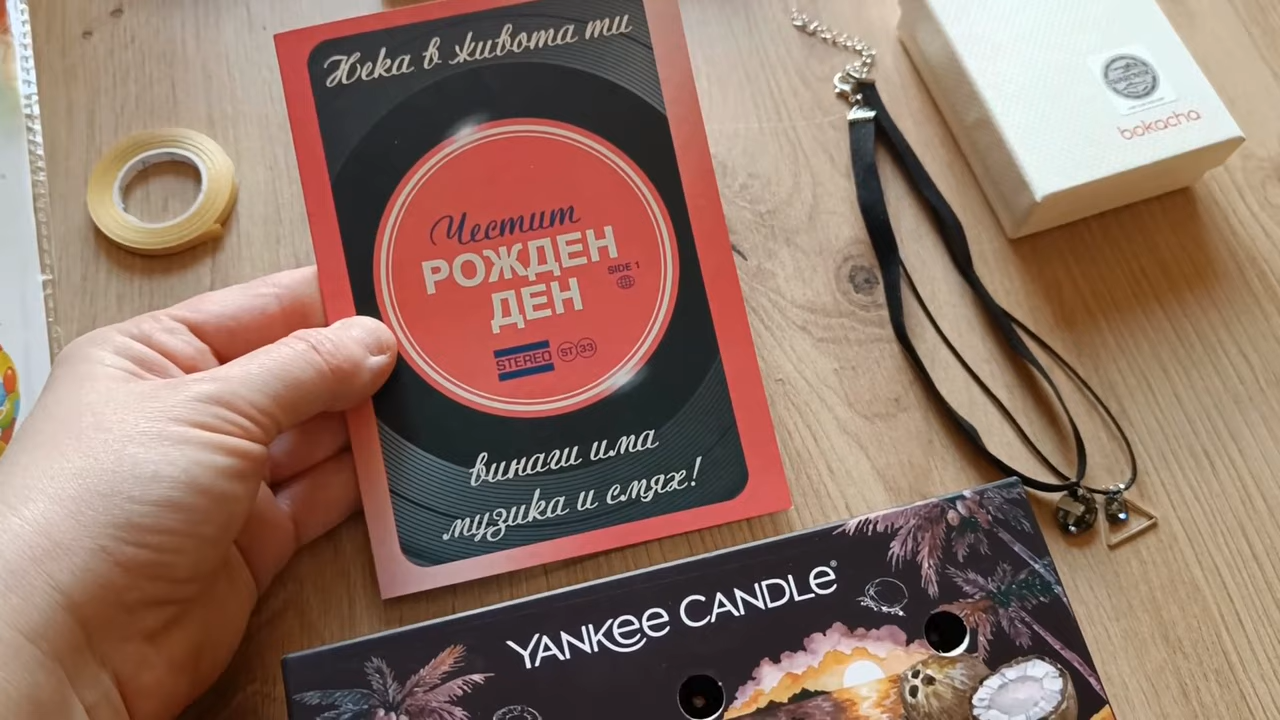 Нека в живота ти
Честит
РОЖДЕН
ДЕН
SIDE 1
STEREO
ST 33
винаги има
музика и смях!
bokacha
YANKEE CANDLE®